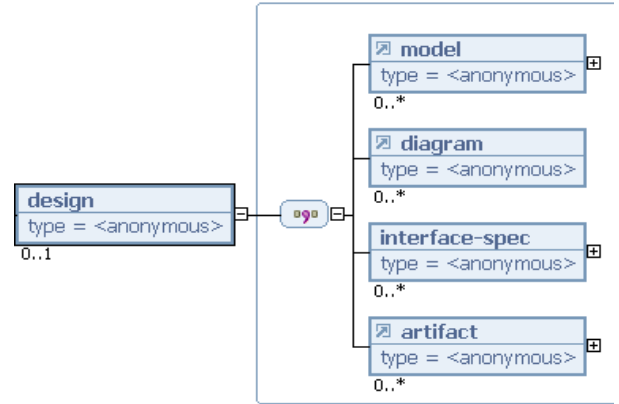 model
type = <anonymous>
0..*
diagram
type = <anonymous>
0..*
design
type = <anonymous>
0..1
interface-spec
type = <anonymous>
0..*
artifact
type = <anonymous>
0..*